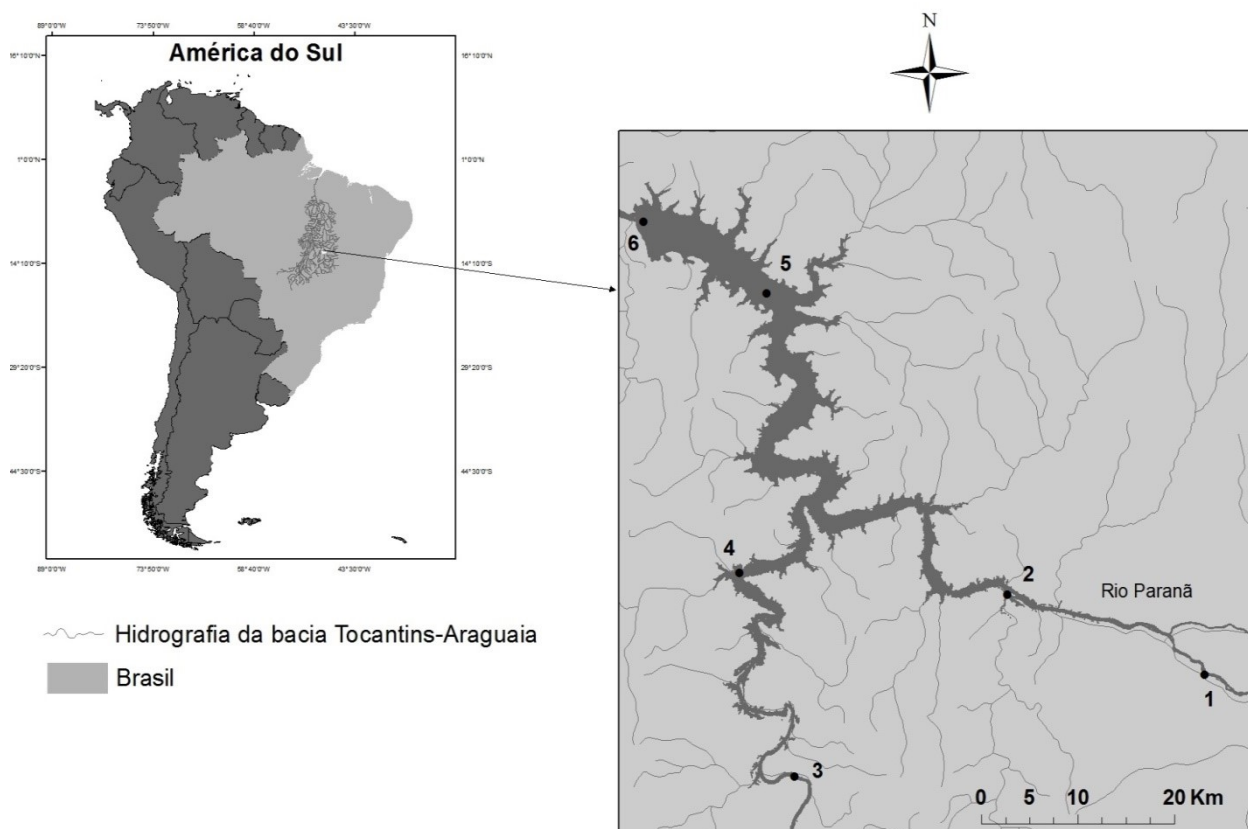 89°0'0"W 73°50'0"W 58°40'0"W 43°30'0"W
América do Sul
16°10'0"N 16°10'0"N
1°0'0"N 1°0'0"N
14°10'0"S 14°10'0"S
29°20'0"S 29°20'0"S
44°30'0"S 44°30'0"S
89°0'0"W 73°50'0"W 58°40'0"W 43°30'0"W
Hidrografia da bacia Tocantins-Araguaia
Brasil
N
6
5
4
2
Rio Paranã
1
3
0 5 10 20 Km